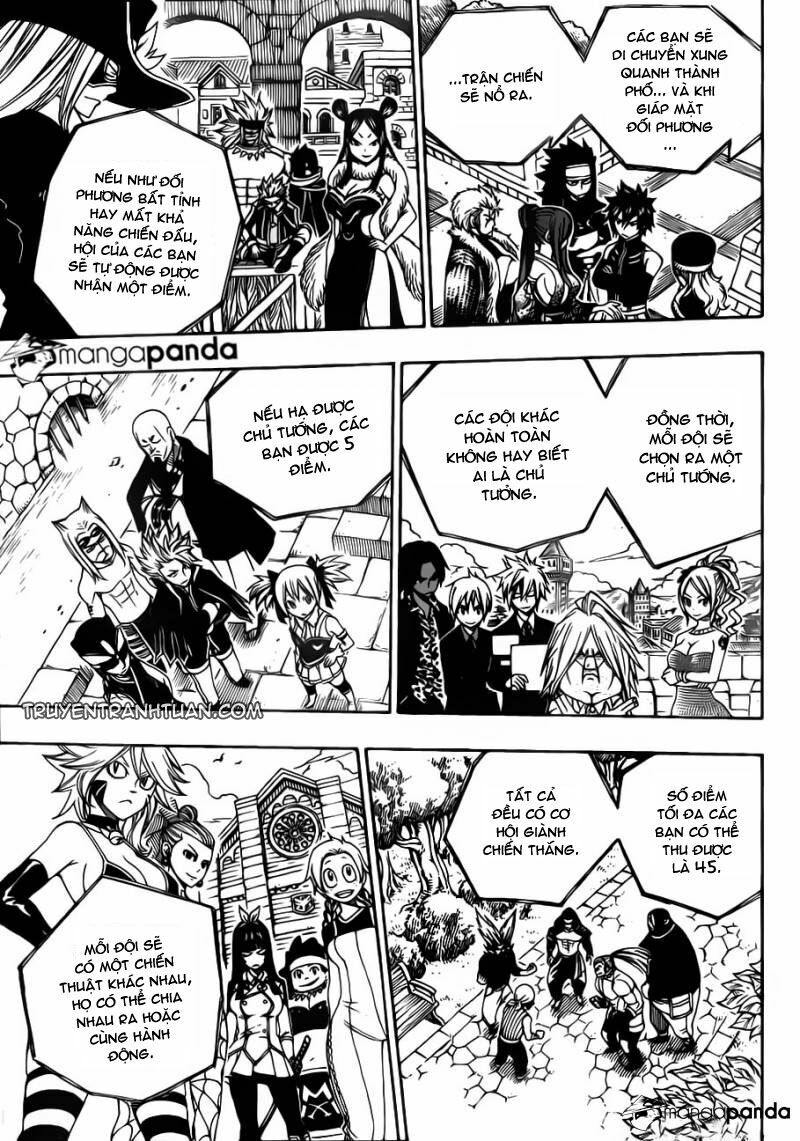 CÁC BẠN SẼ
DI CHUYỂN XUNG
QUANH THÀNH
PHỐ... VÀ KHI
GIÁP MẶT
ĐỐI PHƯƠNG
...
...TRẬN CHIẾN
SẼ NỔ RA.
NẾU NHƯ ĐỐI
PHƯƠNG BẤT TỈNH
HAY MẤT KHẢ
NĂNG CHIẾN ĐẤU,
HỘI CỦA CÁC BẠN
SẼ TỰ ĐỘNG ĐƯỢC
NHẬN MỘT ĐIỂM.
mangapanda
ĐỒNG THỜI,
MỖI ĐỘI SẼ
CHỌN RA MỘT
CHỦ TƯỚNG.
CÁC ĐỘI KHÁC
HOÀN TOÀN
KHÔNG HAY BIẾT
AI LÀ CHỦ
TƯỞNG.
NẾU HẠ ĐƯỢC
CHỦ TƯỚNG, CÁC
BẠN ĐƯỢC 5
ĐIỂM.
TRUYENTRANHTUAN.COM
SỐ ĐIỂM
TỐI ĐA CÁC
BẠN CÓ THỂ
THU ĐƯỢC
LÀ 45.
TẤT CẢ
ĐỀU CÓ CƠ
HỘI GIÀNH
CHIẾN THẮNG.
MỖI ĐỘI SẼ
CÓ MỘT CHIẾN
THUẬT KHÁC NHAU,
HỌ CÓ THỂ CHIA
NHAU RA HOẶC
CÙNG HÀNH
ĐỘNG.
mangapanda